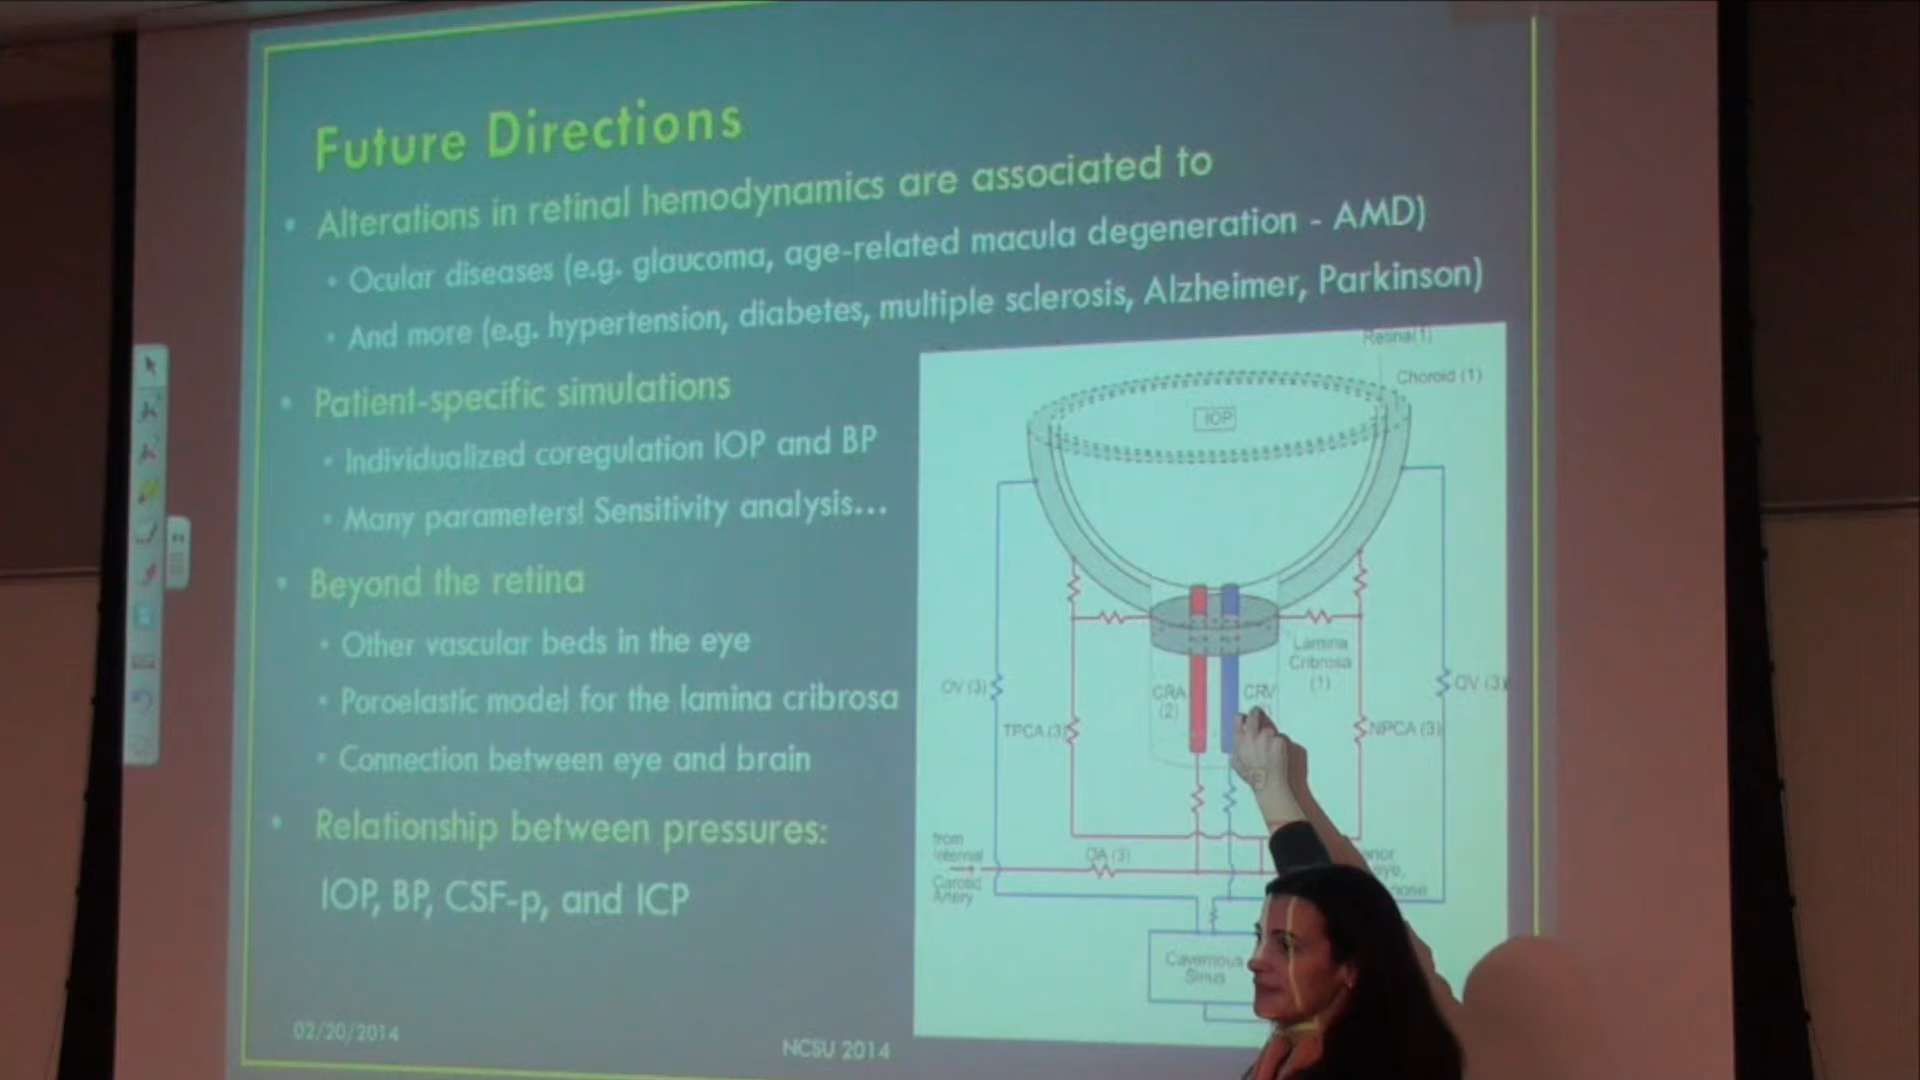 Future Directions
• Alterations in retinal hemodynamics are associated to
• Ocular diseases (e.g. glaucoma, age-related macula degeneration - AMD)
• And more (e.g. hypertension, diabetes, multiple sclerosis, Alzheimer, Parkinson)
• Patient-specific simulations
• Individualized coregulation IOP and BP
• Many parameters! Sensitivity analysis...
• Beyond the retina
• Other vascular beds in the eye
• Poroelastic model for the lamina cribrosa
• Connection between eye and brain
• Relationship between pressures:
IOP, BP, CSF-p, and ICP
02/20/2014
NCSU 2014
Retina(1)
Choroid (1)
IOP
Lamina
Cribrosa
(1)
OV (3)
OV (3)
CRA
(2)
CRV
TPCA (3)
NPCA (3)
from
Internal
Carotid
Artery
OA (3)
Cavernous
Sinus